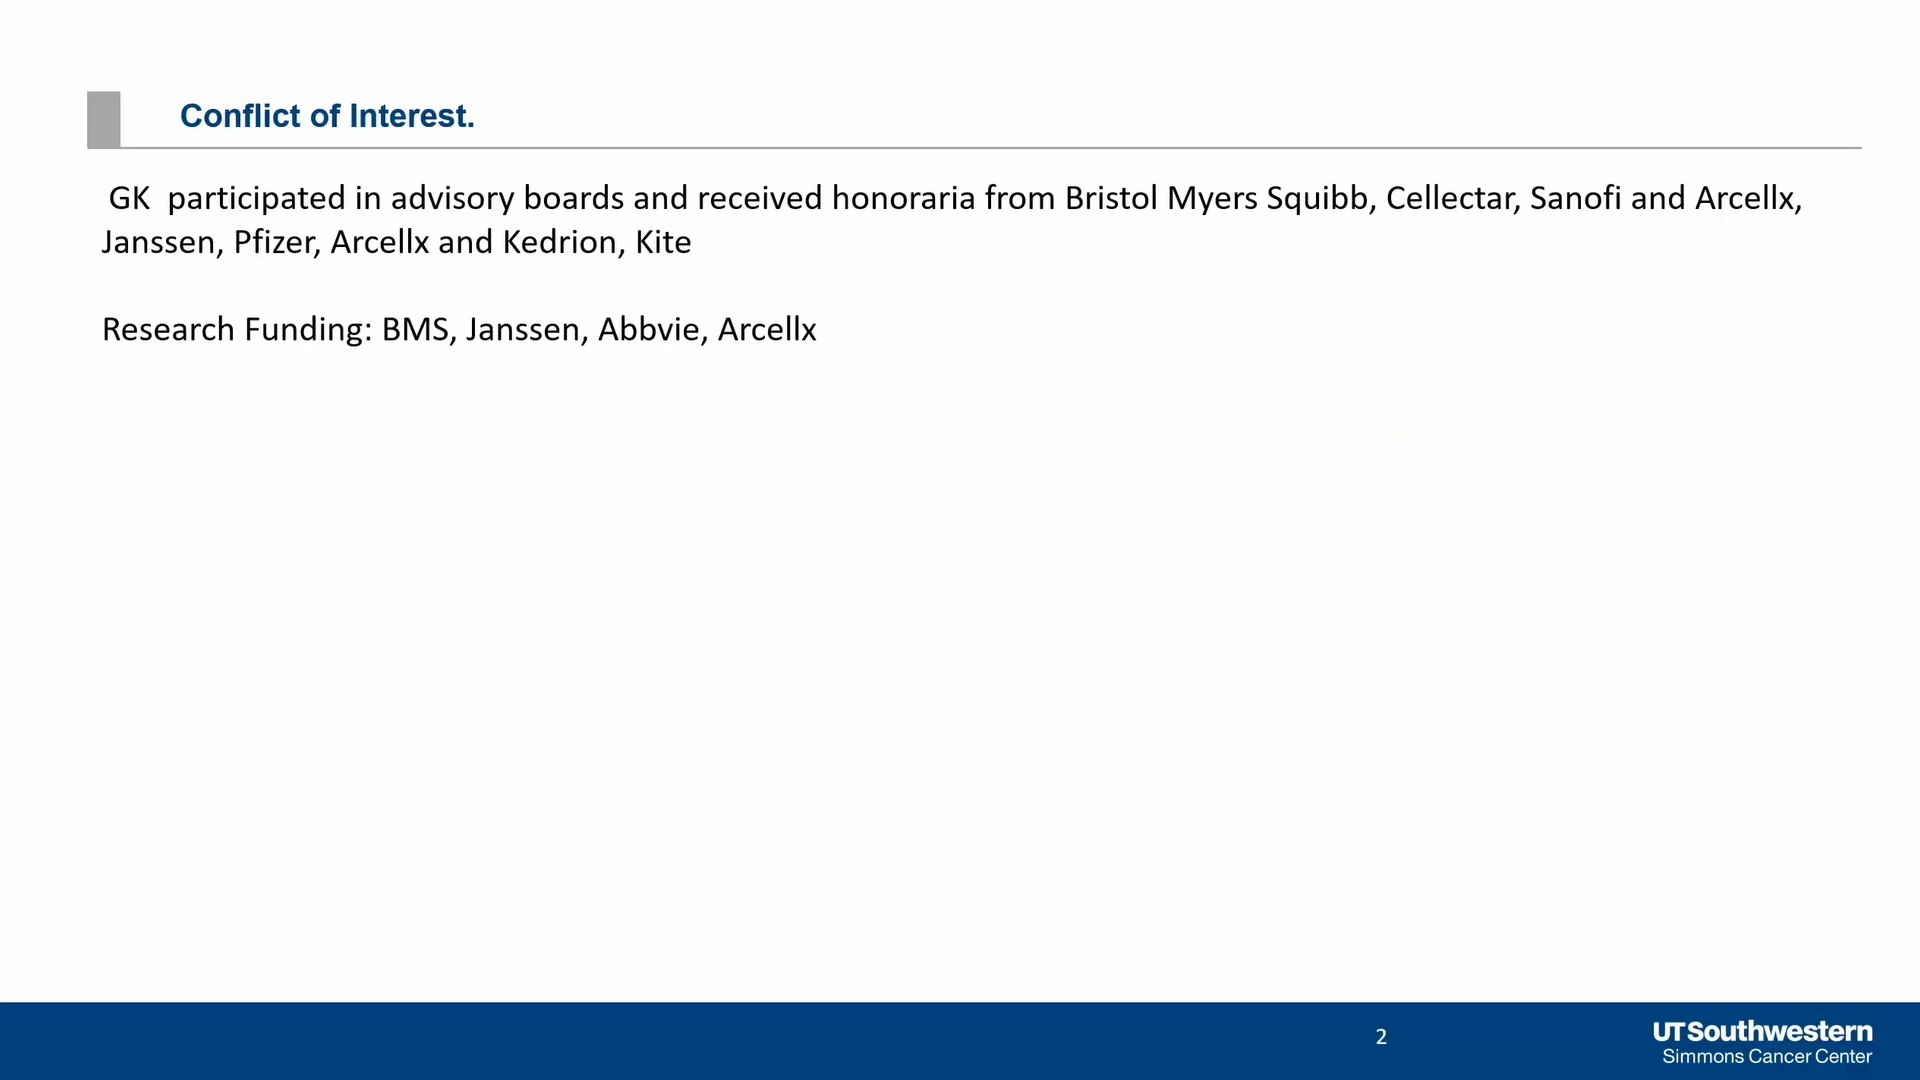 Conflict of Interest.
GK  participated in advisory boards and received honoraria from Bristol Myers Squibb, Cellectar, Sanofi and Arcellx,
Janssen, Pfizer, Arcellx and Kedrion, Kite
Research Funding: BMS, Janssen, Abbvie, Arcellx
2
UTSouthwestern
Simmons Cancer Center